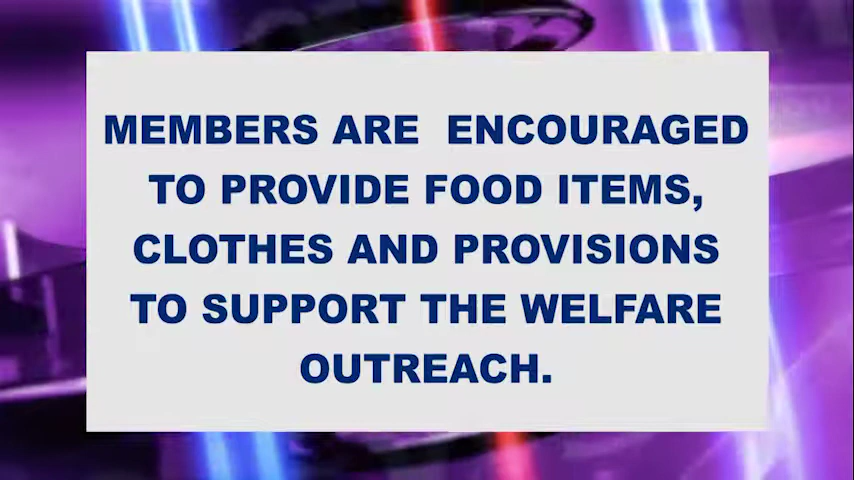 MEMBERS ARE  ENCOURAGED
TO PROVIDE FOOD ITEMS,
CLOTHES AND PROVISIONS
TO SUPPORT THE WELFARE
OUTREACH.